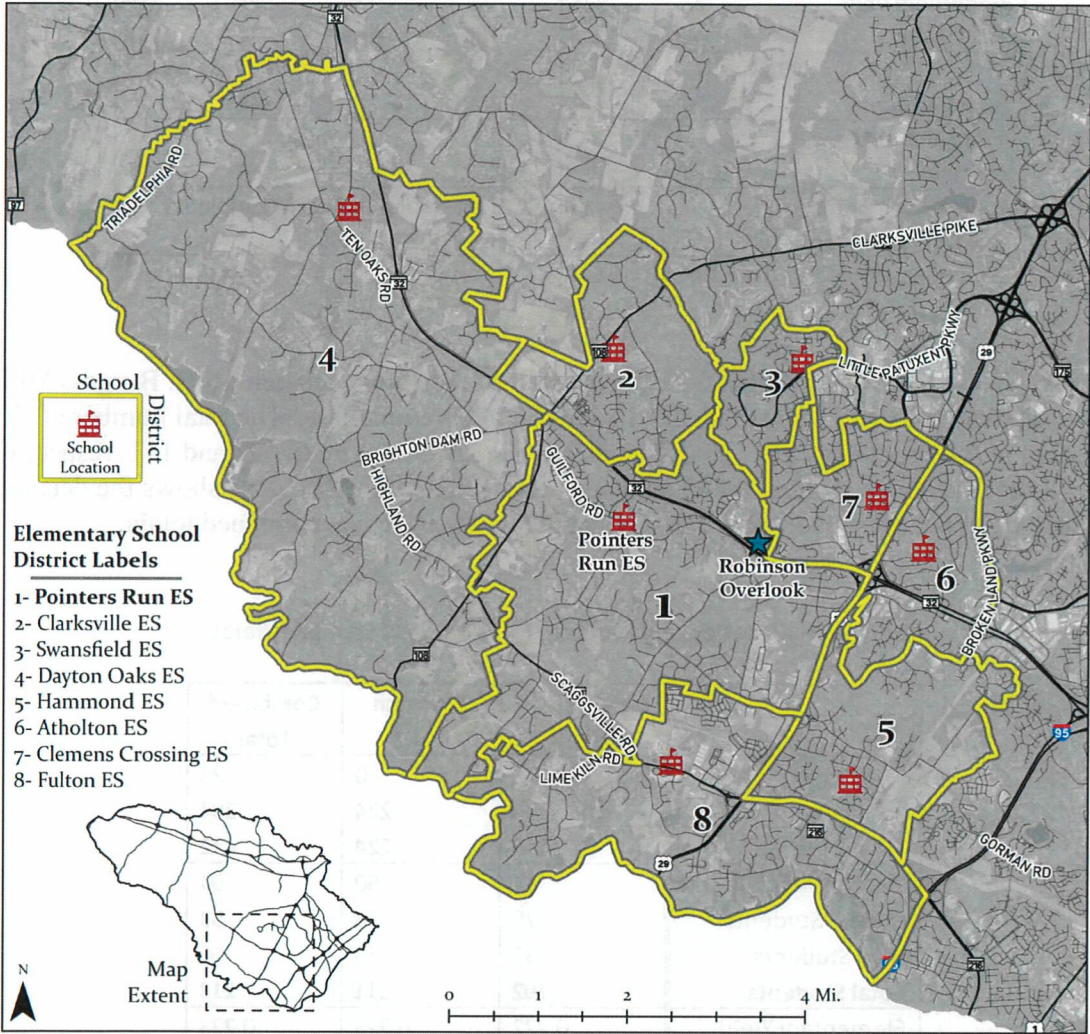 32
97
TRIADELPHIA RD
TEN OAKS RD
32
CLARKSVILLE PIKE
4
108
2
3
LITTLE PATUXENT PKWY
29
175
School
District
School
Location
BRIGHTON DAM RD
HIGHLAND RD
GUILFORD RD
32
Pointers
Run ES
Robinson
Overlook
7
6
32
BROKEN LAND PKWY
1
Elementary School
District Labels
1- Pointers Run ES
2- Clarksville ES
3- Swansfield ES
4- Dayton Oaks ES
5- Hammond ES
6- Atholton ES
7- Clemens Crossing ES
8- Fulton ES
108
SCAGGSVILLE RD
LIME KILN RD
5
95
8
29
216
GORMAN RD
216
1
Map
Extent
N
0 1 2 4 Mi.